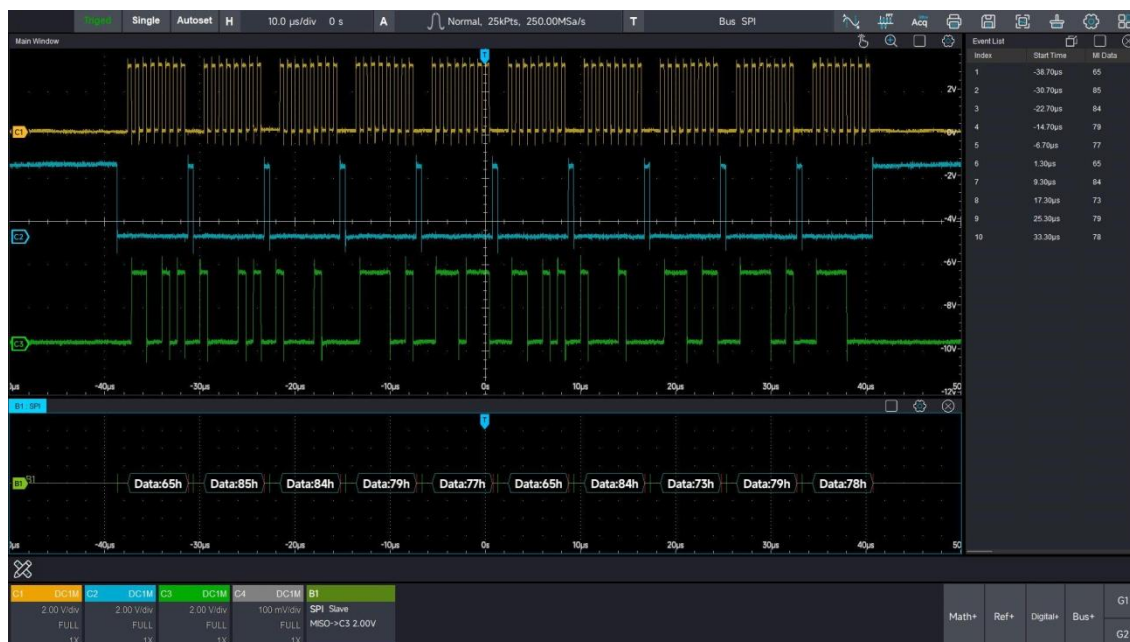 Triged Single Autoset H 10.0 µs/div 0 s A Normal, 25kPts, 250.00MSa/s T Bus SPI Acq
Main Window
Event List
Index Start Time MI Data
1 -38.70µs 65
2 -30.70µs 85
3 -22.70µs 84
4 -14.70µs 79
5 -6.70µs 77
6 1.30µs 65
7 9.30µs 84
8 17.30µs 73
9 25.30µs 79
10 33.30µs 78
T
2V
C1 0V
-2V
-4V
C2
-6V
-8V
C3 -10V
µs -40µs -30µs -20µs -10µs 0s 10µs 20µs 30µs 40µs 50
-12V
B1 : SPI
T
B1 B1 Data:65h Data:85h Data:84h Data:79h Data:77h Data:65h Data:84h Data:73h Data:79h Data:78h
µs -40µs -30µs -20µs -10µs 0s 10µs 20µs 30µs 40µs 50
C1 DC1M C2 DC1M C3 DC1M C4 DC1M B1
2.00 V/div 2.00 V/div 2.00 V/div 100 mV/div SPI Slave
FULL FULL FULL FULL MISO->C3 2.00V
1X 1X 1X 1X
Math+ Ref+ Digital+ Bus+ G1
G2